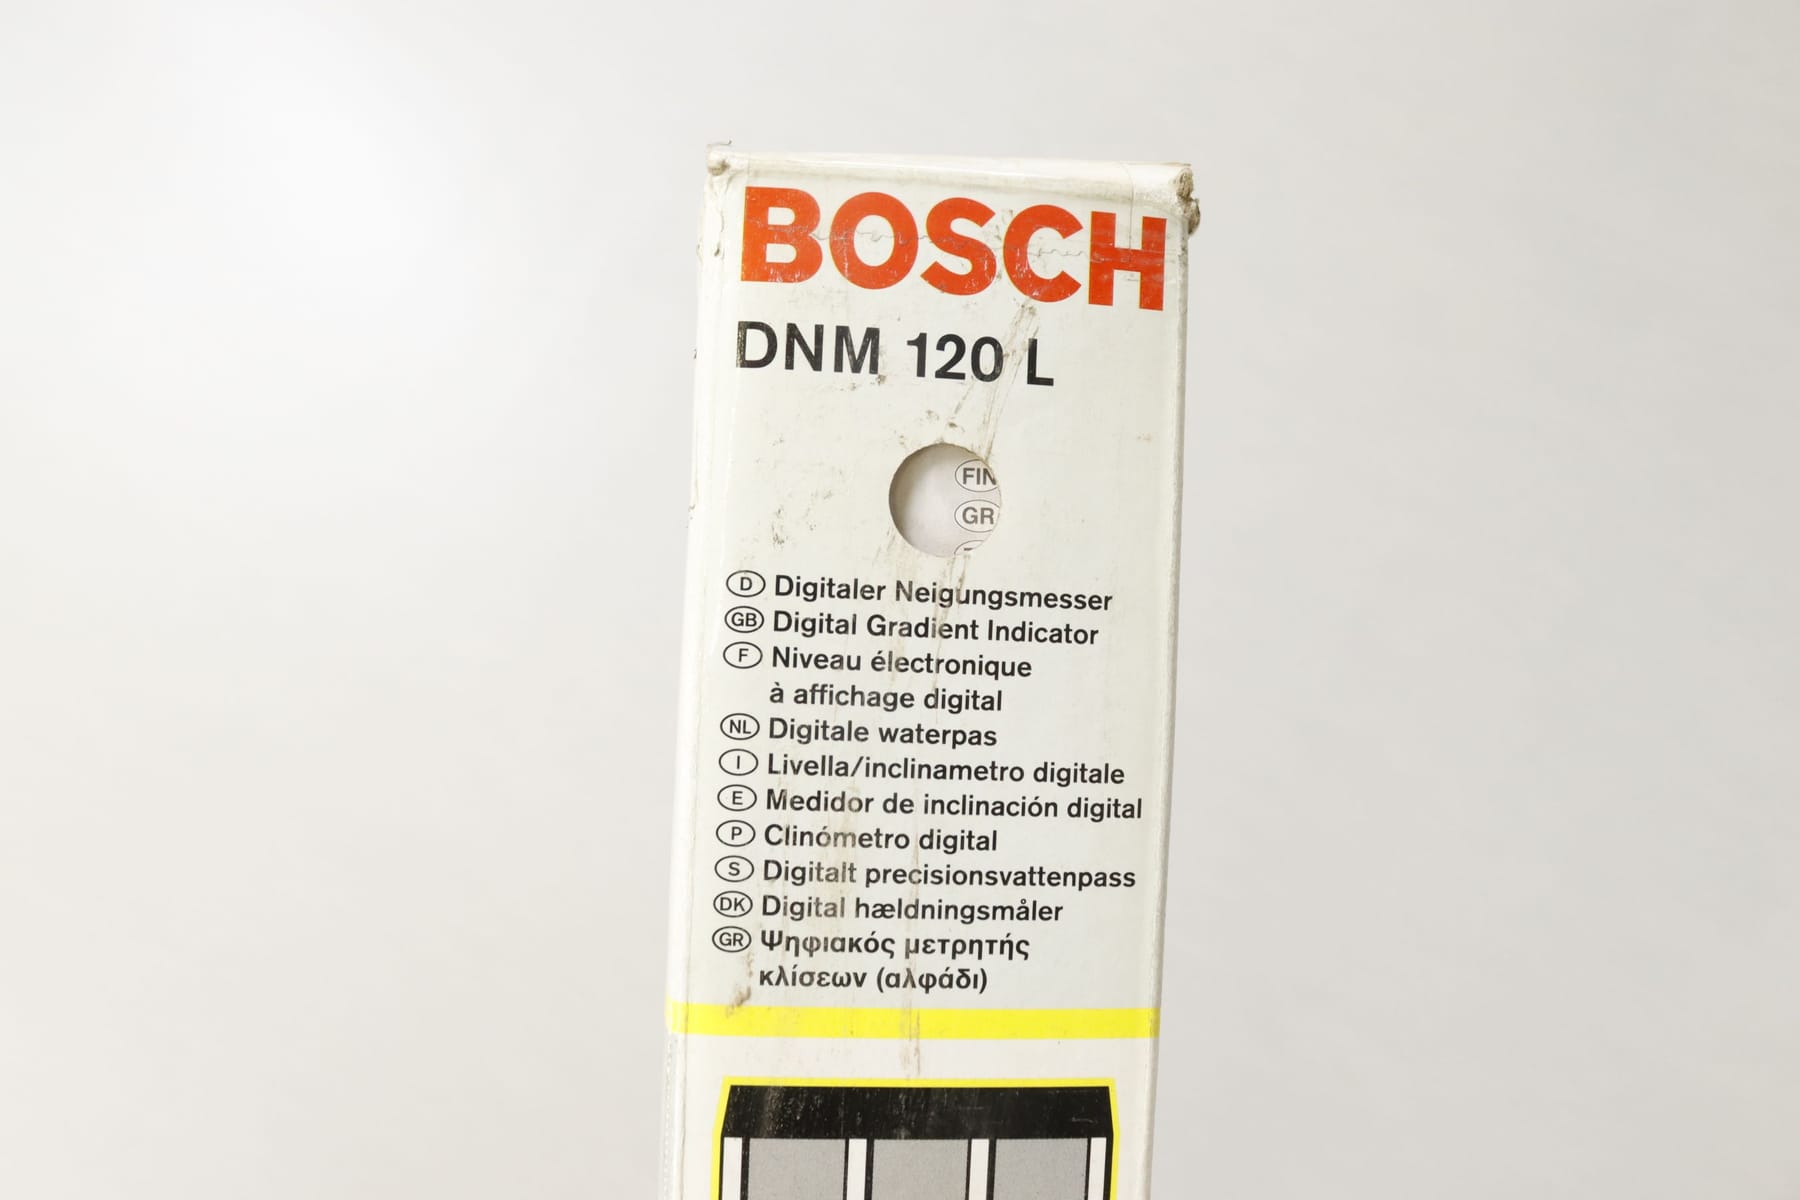 BOSCH
DNM 120 L
FIN
GR
D Digitaler Neigungsmesser
GB Digital Gradient Indicator
F Niveau électronique
à affichage digital
NL Digitale waterpas
I Livella/inclinametro digitale
E Medidor de inclinación digital
P Clinómetro digital
S Digitalt precisionsvattenpass
DK Digital hældningsmåler
GR Ψηφιακός μετρητής
κλίσεων (αλφάδι)